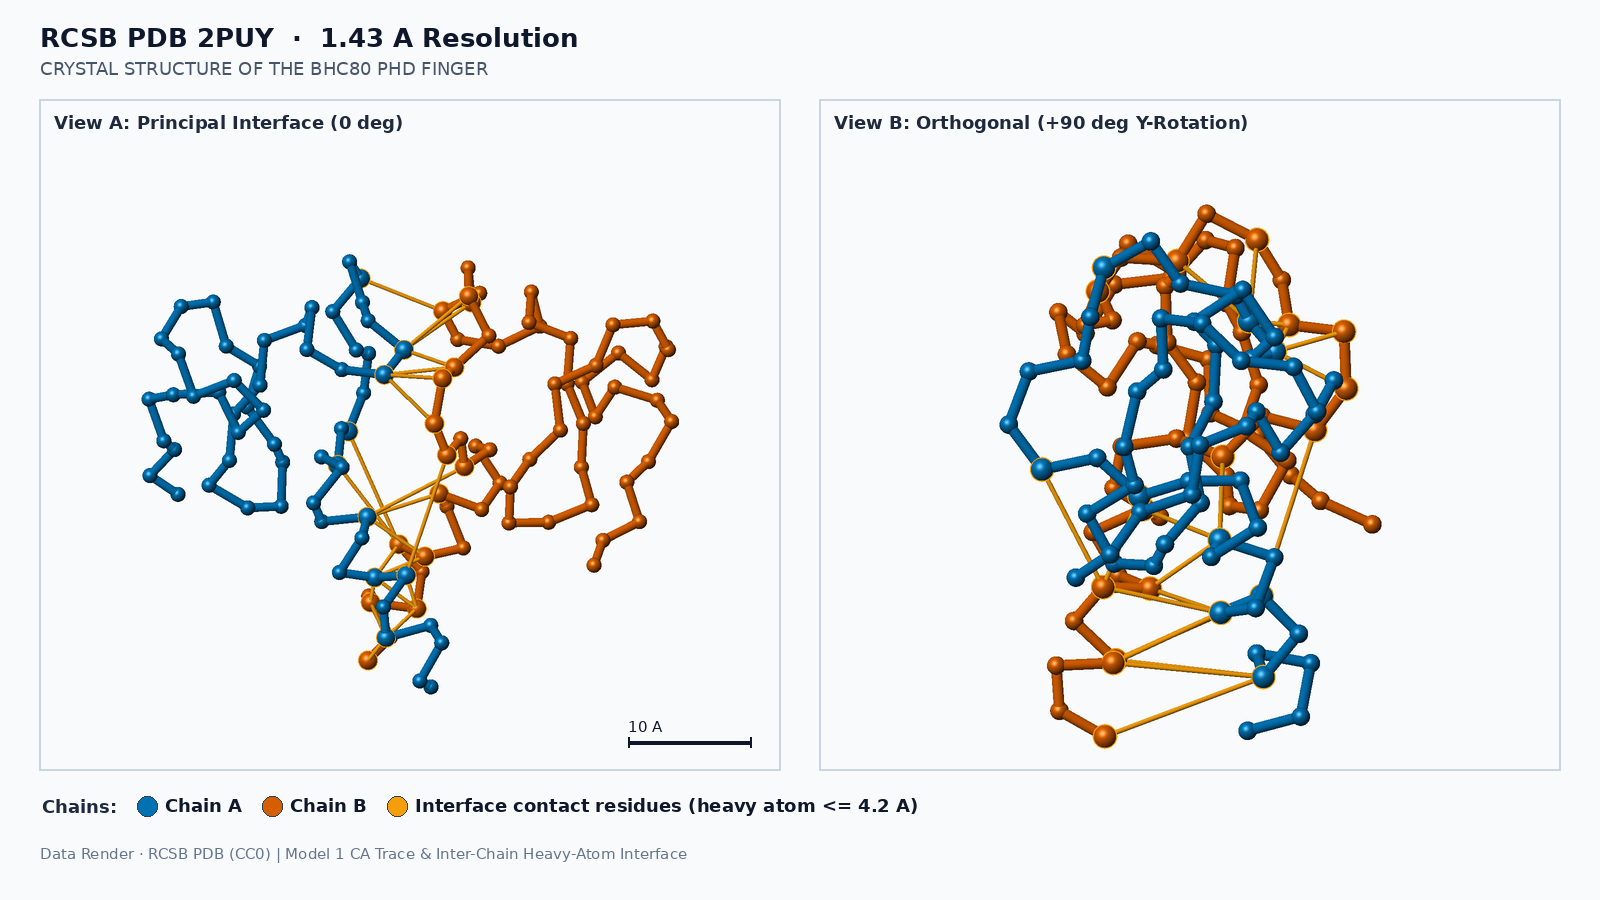 RCSB PDB 2PUY · 1.43 A Resolution
CRYSTAL STRUCTURE OF THE BHC80 PHD FINGER
View A: Principal Interface (0 deg)
View B: Orthogonal (+90 deg Y-Rotation)
10 A
Chains: Chain A Chain B Interface contact residues (heavy atom <= 4.2 A)
Data Render · RCSB PDB (CC0) | Model 1 CA Trace & Inter-Chain Heavy-Atom Interface